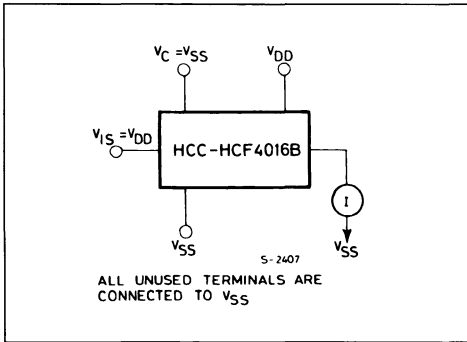 VC = VSS
VDD
VIS = VDD
HCC-HCF4016B
I
VSS
VSS
S-2407
ALL UNUSED TERMINALS ARE
CONNECTED TO VSS